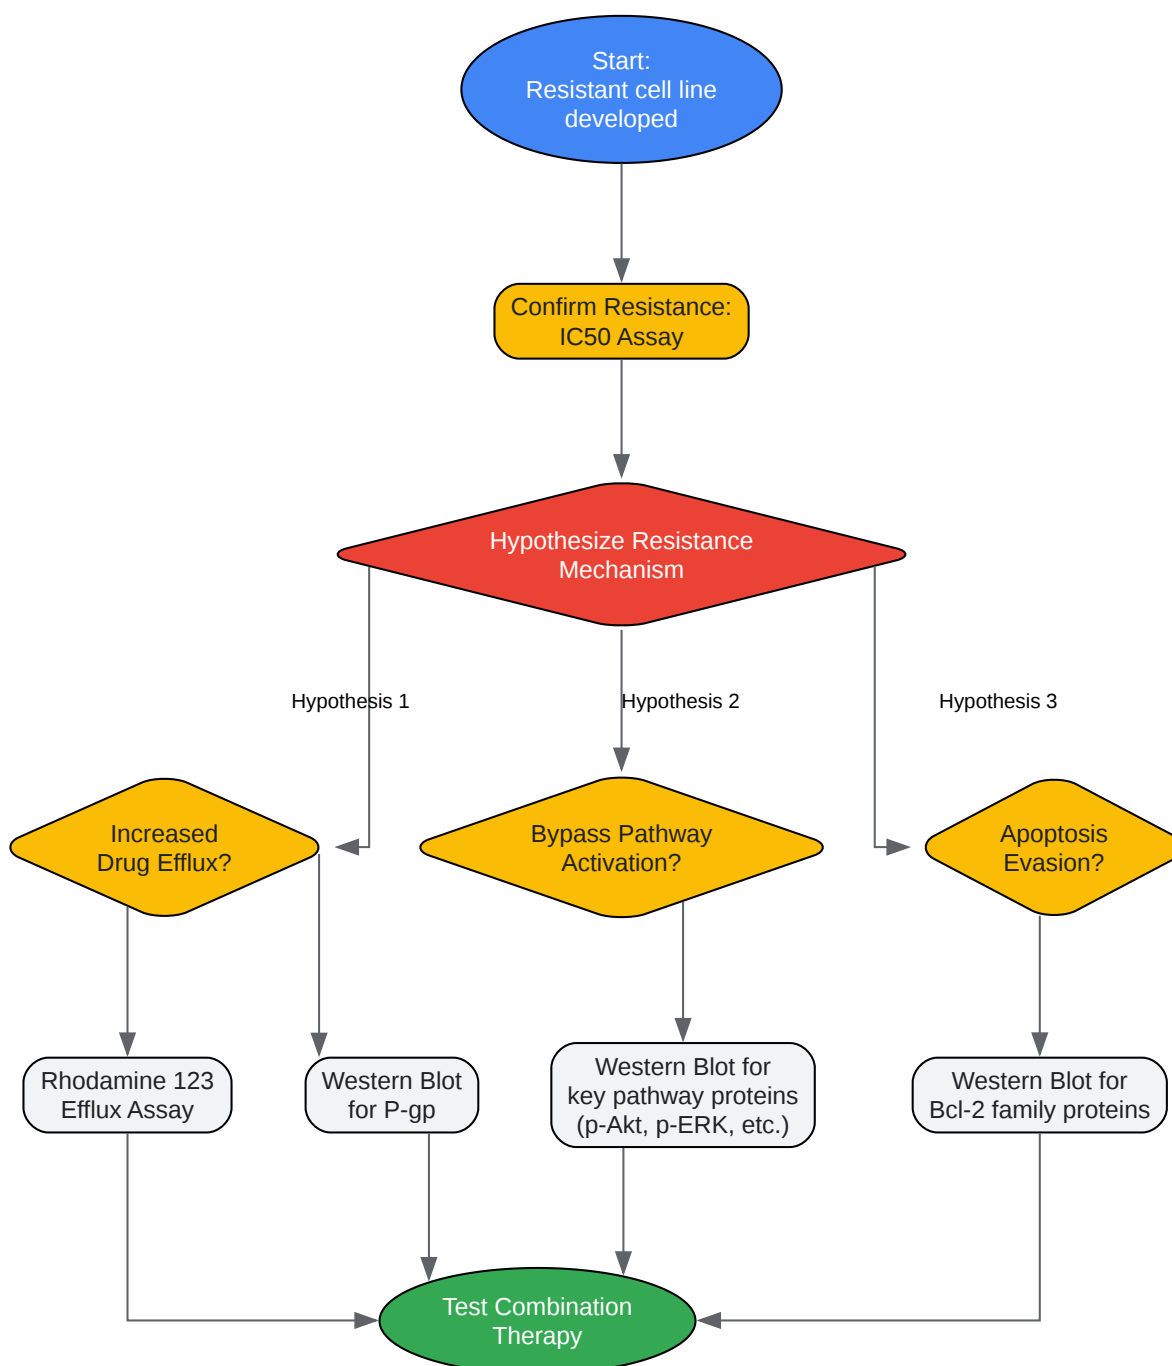 Start:
Resistant cell line
developed
Confirm Resistance:
IC50 Assay
Hypothesize Resistance
Mechanism
Hypothesis 1
Hypothesis 2
Hypothesis 3
Increased
Drug Efflux?
Bypass Pathway
Activation?
Apoptosis
Evasion?
Rhodamine 123
Efflux Assay
Western Blot
for P-gp
Western Blot for
key pathway proteins
(p-Akt, p-ERK, etc.)
Western Blot for
Bcl-2 family proteins
Test Combination
Therapy